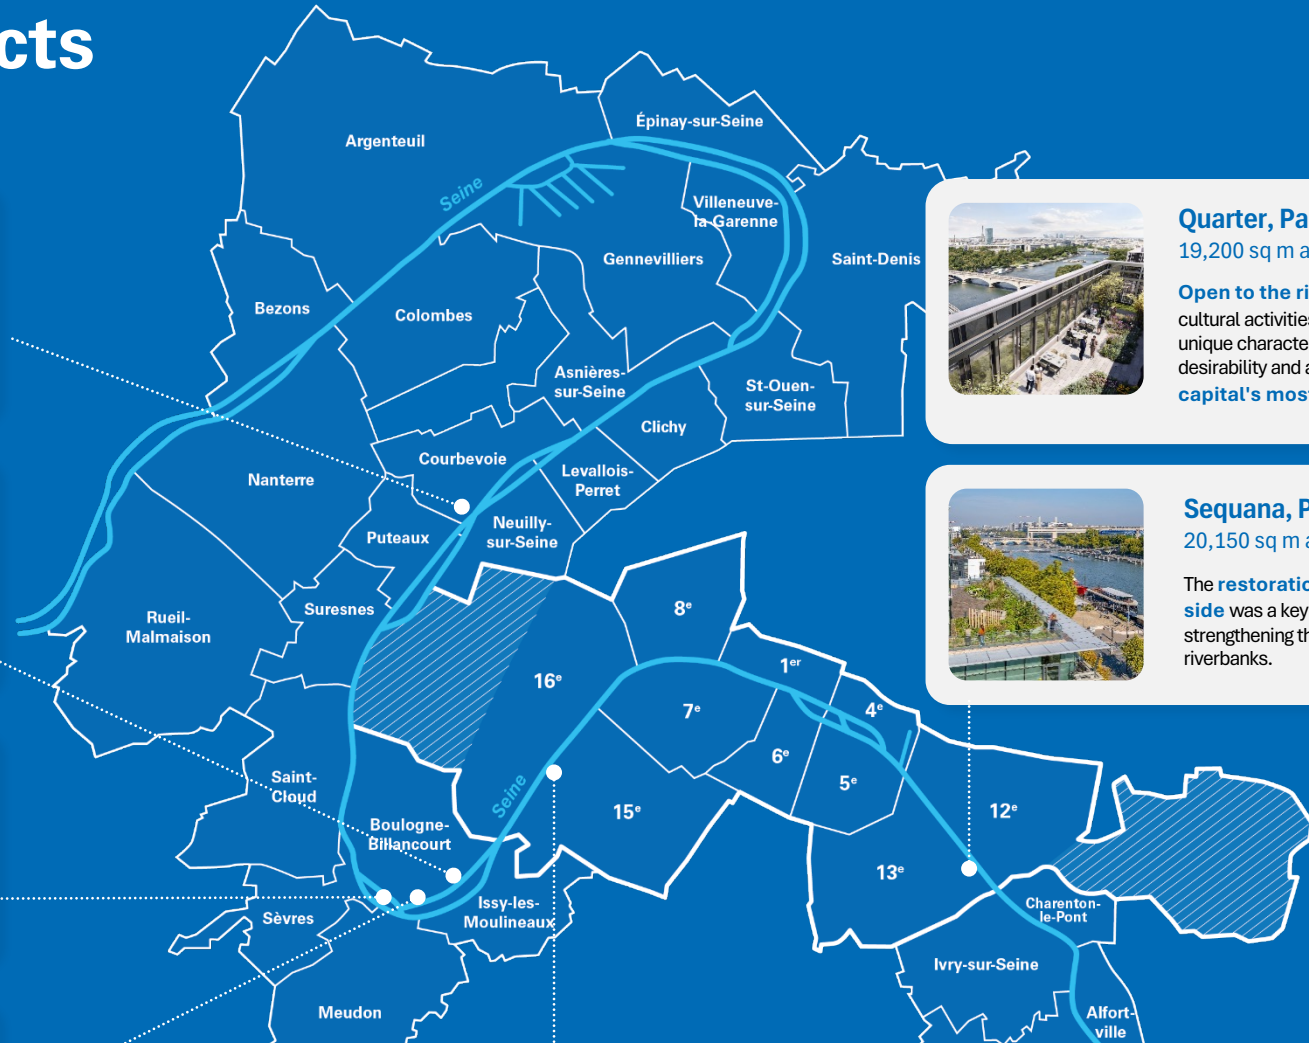 cts
Argenteuil
Épinay-sur-Seine
Seine
Villeneuve-
la-Garenne
Gennevilliers
Saint-Denis
Bezons
Colombes
Asnières-
sur-Seine
St-Ouen-
sur-Seine
Clichy
Courbevoie
Levallois-
Perret
Nanterre
Neuilly-
sur-Seine
Puteaux
Suresnes
Rueil-
Malmaison
8e
1er
16e
7e
4e
6e
5e
Saint-
Cloud
Seine
15e
12e
Boulogne-
Billancourt
13e
Issy-les-
Moulineaux
Charenton-
le-Pont
Sèvres
Ivry-sur-Seine
Meudon
Alfort-
ville
Quarter, Pa
19,200 sq m a
Open to the ri
cultural activities
unique characte
desirability and a
capital's most
Sequana, P
20,150 sq m a
The restoratio
side was a key
strengthening th
riverbanks.